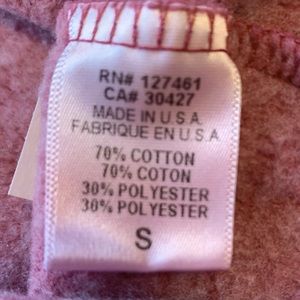 RN# 127461
CA# 30427
MADE IN U.S.A.
FABRIQUE EN U.S.A.
70% COTTON
70% COTON
30% POLYESTER
30% POLYESTER
S